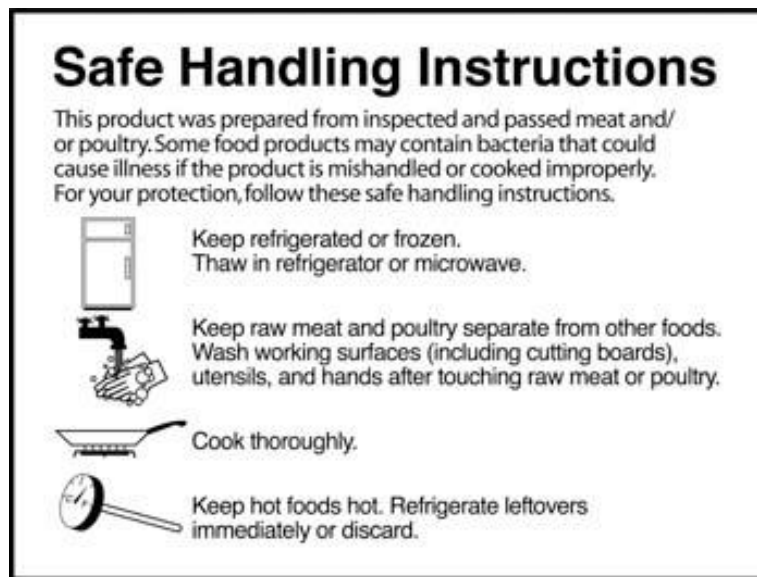 Safe Handling Instructions
This product was prepared from inspected and passed meat and/
or poultry. Some food products may contain bacteria that could
cause illness if the product is mishandled or cooked improperly.
For your protection, follow these safe handling instructions.
Keep refrigerated or frozen.
Thaw in refrigerator or microwave.
Keep raw meat and poultry separate from other foods.
Wash working surfaces (including cutting boards),
utensils, and hands after touching raw meat or poultry.
Cook thoroughly.
Keep hot foods hot. Refrigerate leftovers
immediately or discard.